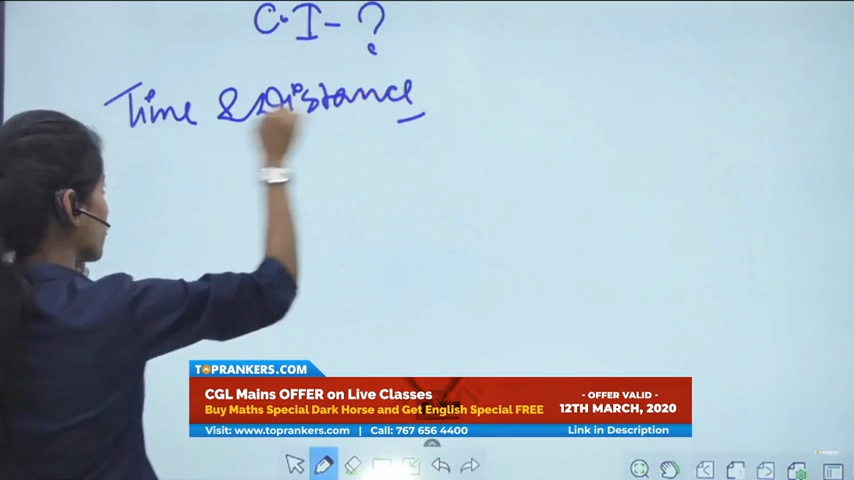 C.I- ?
Time & Distance
TOPRANKERS.COM
CGL Mains OFFER on Live Classes
Buy Maths Special Dark Horse and Get English Special FREE
- OFFER VALID -
12TH MARCH, 2020
Visit: www.toprankers.com | Call: 767 656 4400
Link in Description